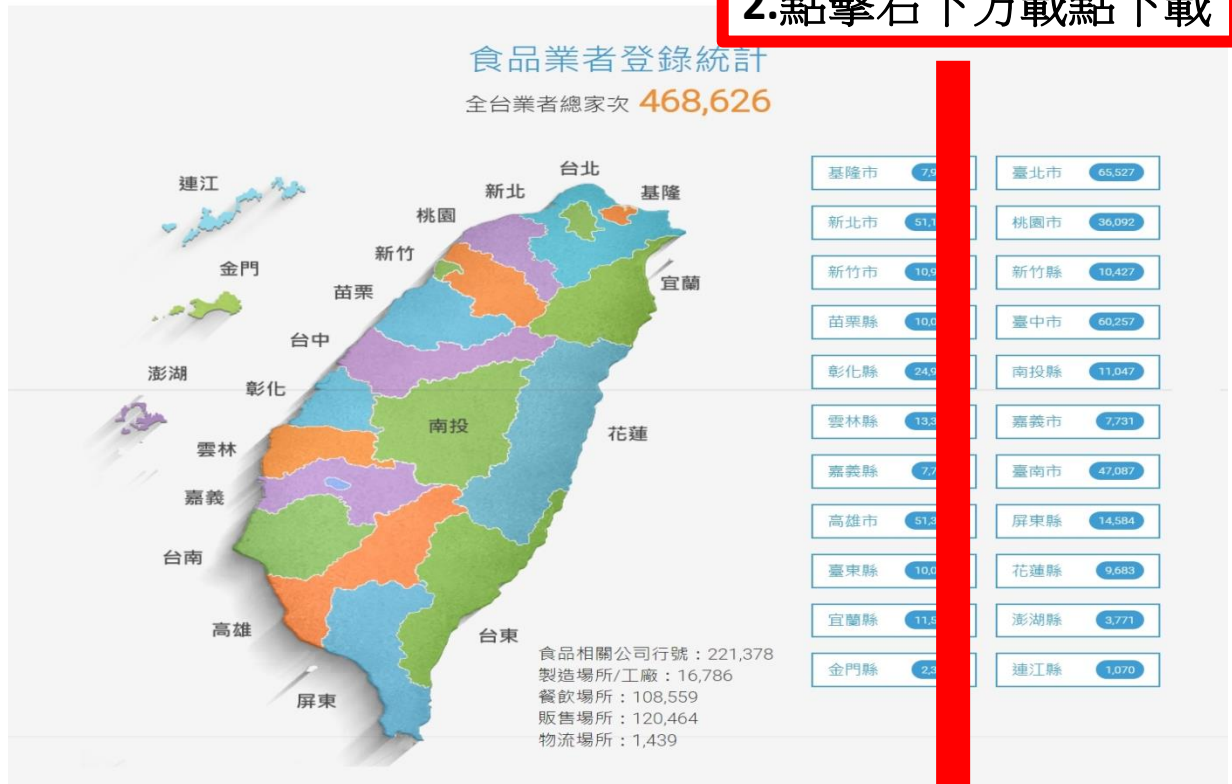 2.點擊右下方載點下載
食品業者登錄統計
全台業者總家次 468,626
台北
連江
新北
基隆
桃園
新竹
金門
宜蘭
苗栗
台中
澎湖
彰化
南投
花蓮
雲林
嘉義
台南
高雄
台東
屏東
食品相關公司行號：221,378
製造場所/工廠：16,786
餐飲場所：108,559
販售場所：120,464
物流場所：1,439
基隆市 臺北市 65,527
新北市 桃園市 36,092
新竹市 新竹縣 10,427
苗栗縣 臺中市 60,257
彰化縣 南投縣 11,047
雲林縣 嘉義市 7,731
嘉義縣 臺南市 47,087
高雄市 屏東縣 14,584
臺東縣 花蓮縣 9,683
宜蘭縣 澎湖縣 3,771
金門縣 連江縣 1,070